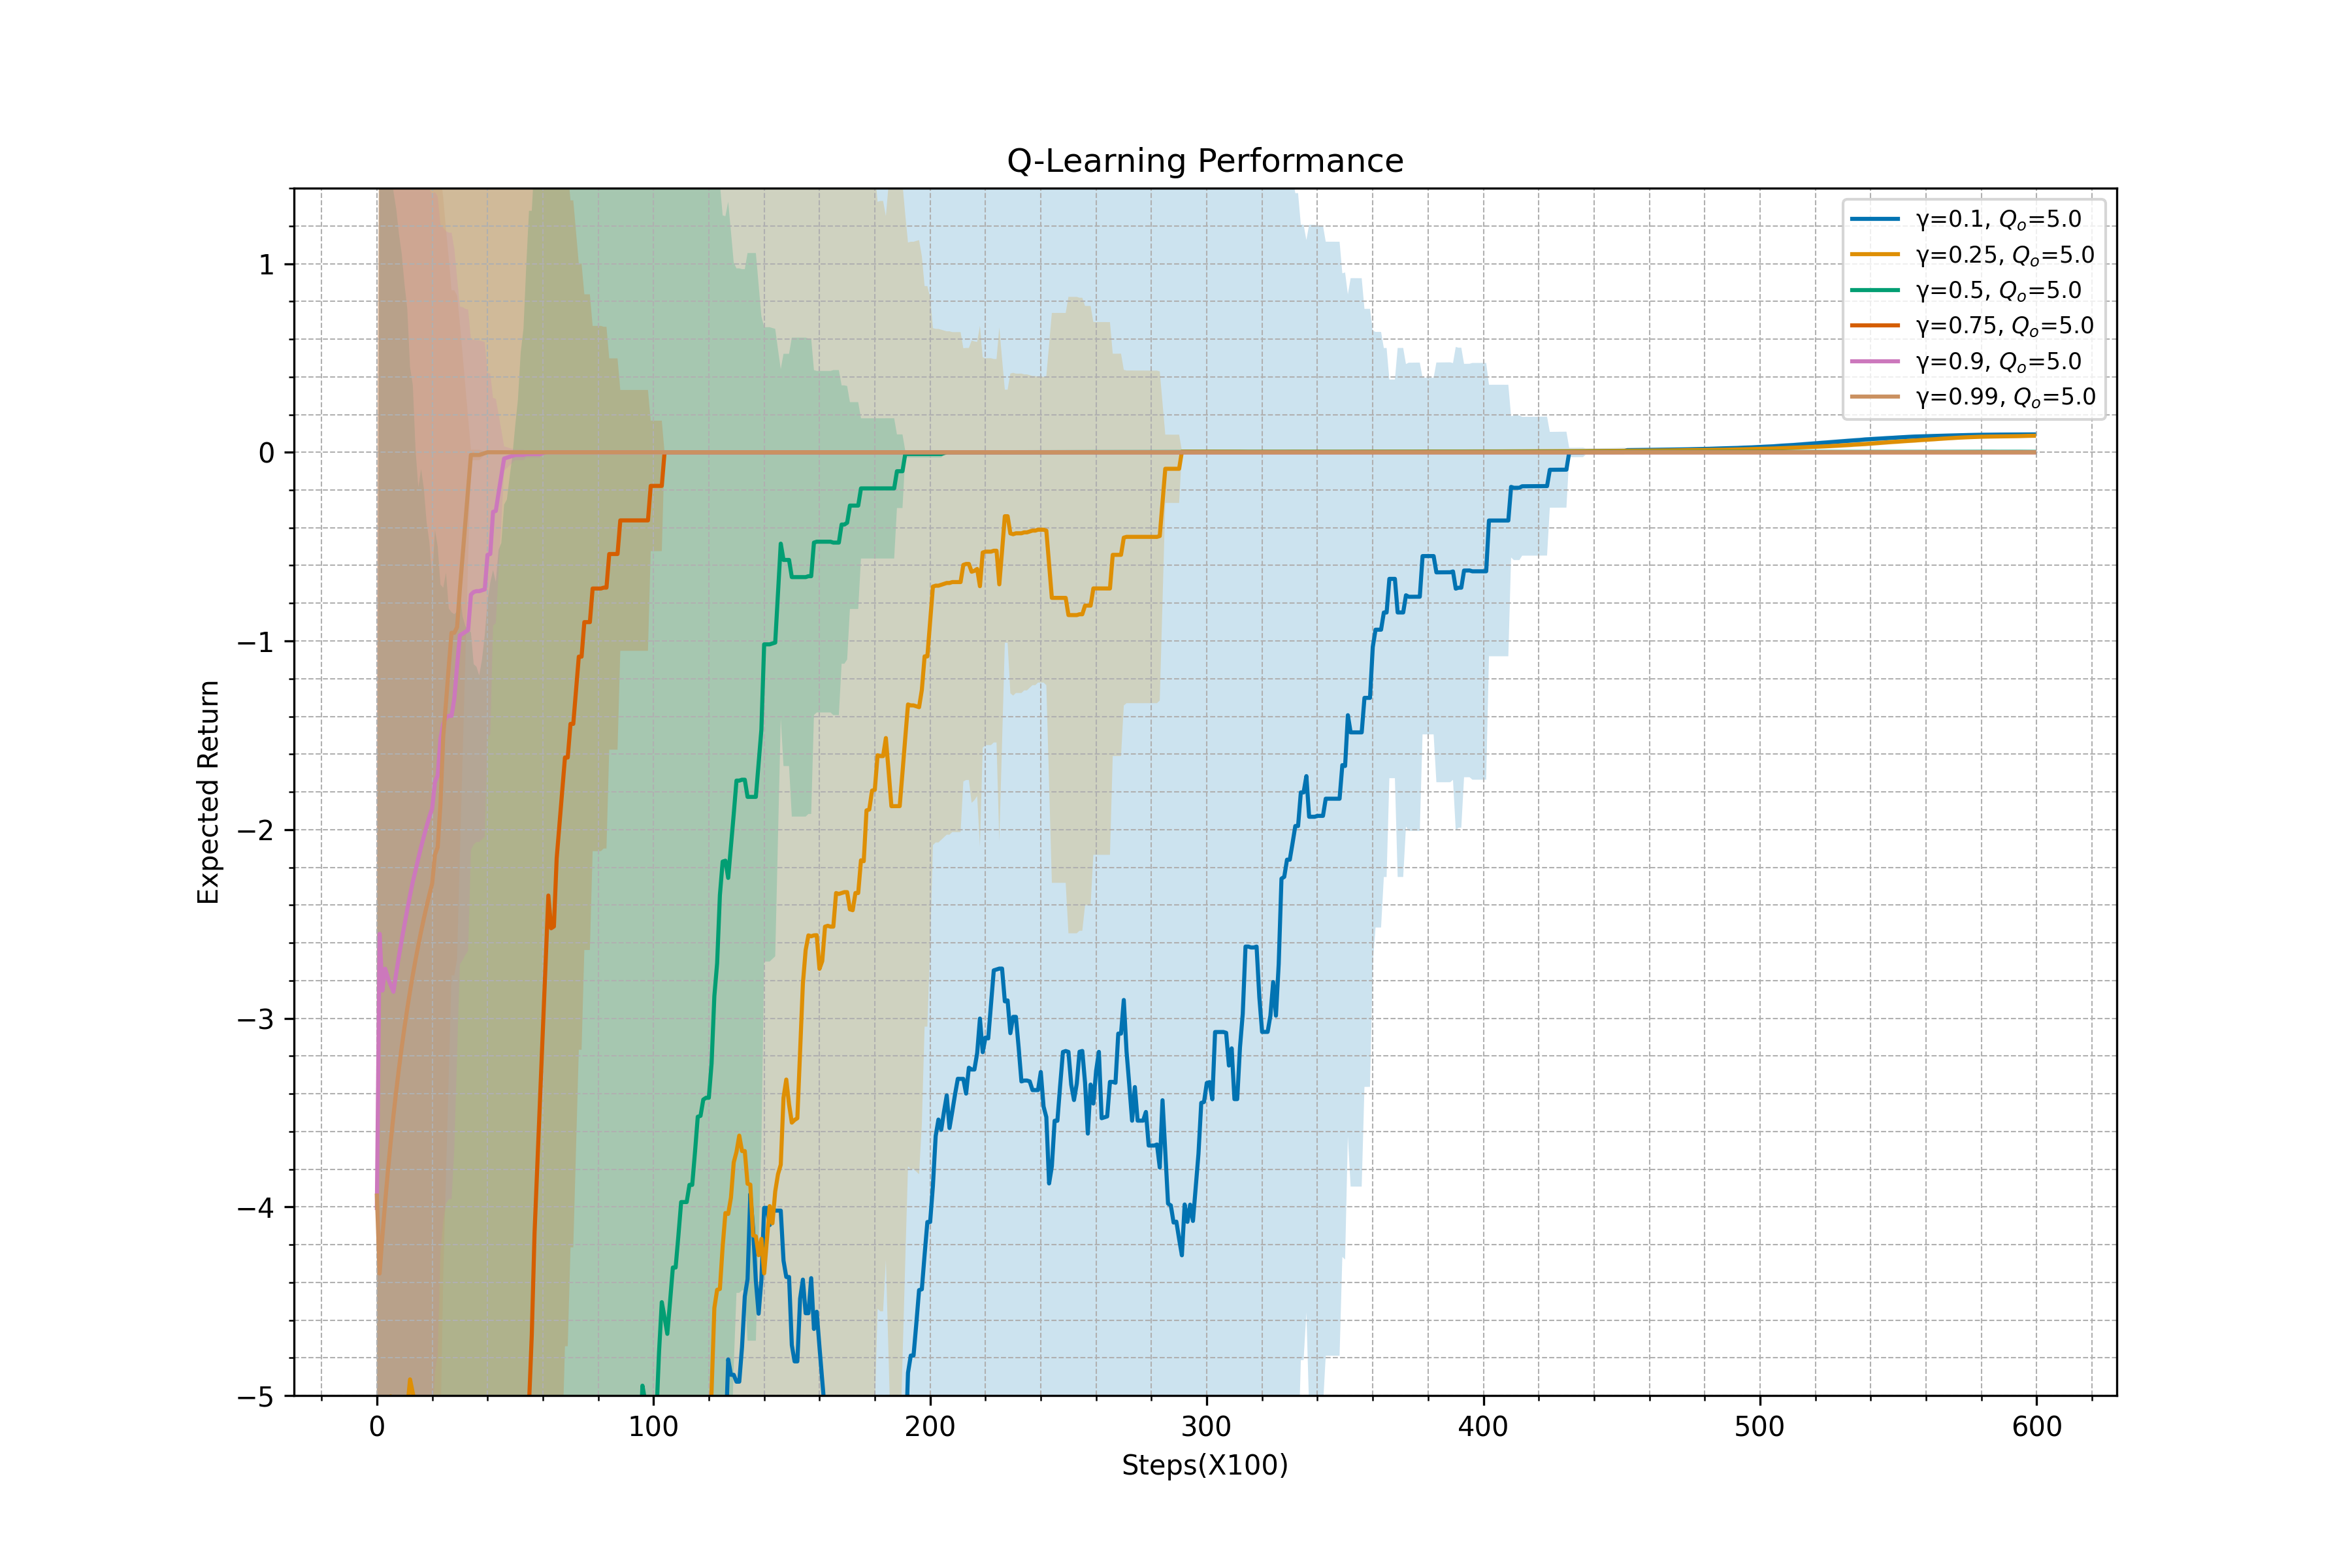 Q-Learning Performance
γ=0.1, Qₒ=5.0
γ=0.25, Qₒ=5.0
γ=0.5, Qₒ=5.0
γ=0.75, Qₒ=5.0
γ=0.9, Qₒ=5.0
γ=0.99, Qₒ=5.0
Expected Return
1
0
−1
−2
−3
−4
−5
0 100 200 300 400 500 600
Steps(X100)